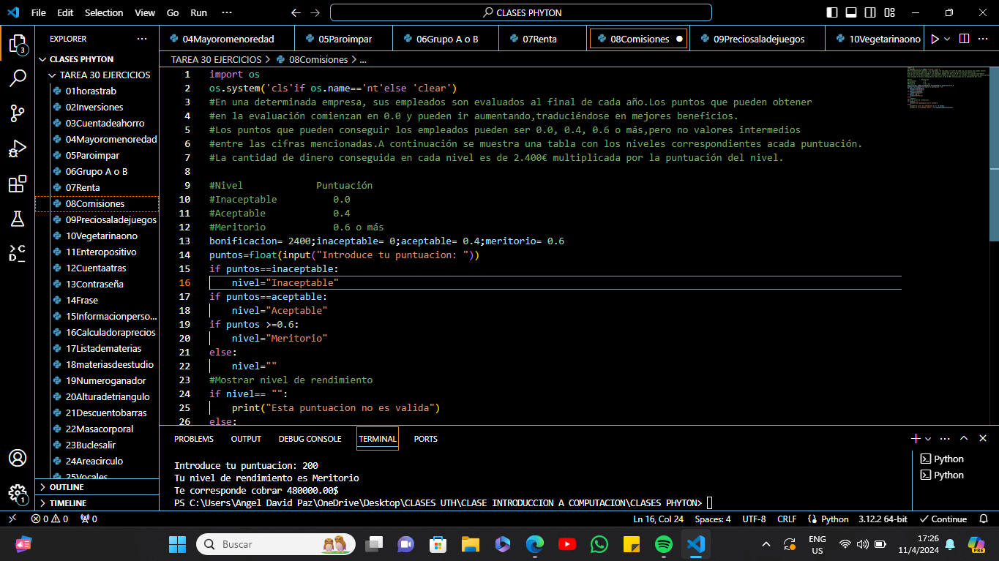 File Edit Selection View Go Run ··· CLASES PHYTON
EXPLORER ···
CLASES PHYTON
TAREA 30 EJERCICIOS
01horastrab
02Inversiones
03Cuentadeahorro
04Mayoromenoredad
05Paroimpar
06Grupo A o B
07Renta
08Comisiones
09Preciosaladejuegos
10Vegetarinaono
11Enteropositivo
12Cuentaatras
13Contraseña
14Frase
15Informacionperso...
16Calculadoraprecios
17Listadematerias
18materiasdeestudio
19Numeroganador
20Alturadetriangulo
21Descuentobarras
22Masacorporal
23Buclesalir
24Areacirculo
25Vocales
OUTLINE
TIMELINE
04Mayoromenoredad 05Paroimpar 06Grupo A o B 07Renta 08Comisiones 09Preciosaladejuegos 10Vegetarinaono
TAREA 30 EJERCICIOS > 08Comisiones > ...
1 import os
2 os.system('cls'if os.name=='nt'else 'clear')
3 #En una determinada empresa, sus empleados son evaluados al final de cada año.Los puntos que pueden obtener
4 #en la evaluación comienzan en 0.0 y pueden ir aumentando,traduciéndose en mejores beneficios.
5 #Los puntos que pueden conseguir los empleados pueden ser 0.0, 0.4, 0.6 o más,pero no valores intermedios
6 #entre las cifras mencionadas.A continuación se muestra una tabla con los niveles correspondientes acada puntuación.
7 #La cantidad de dinero conseguida en cada nivel es de 2.400€ multiplicada por la puntuación del nivel.
8
9 #Nivel Puntuación
10 #Inaceptable 0.0
11 #Aceptable 0.4
12 #Meritorio 0.6 o más
13 bonificacion= 2400;inaceptable= 0;aceptable= 0.4;meritorio= 0.6
14 puntos=float(input("Introduce tu puntuacion: "))
15 if puntos==inaceptable:
16 nivel="Inaceptable"
17 if puntos==aceptable:
18 nivel="Aceptable"
19 if puntos >=0.6:
20 nivel="Meritorio"
21 else:
22 nivel=""
23 #Mostrar nivel de rendimiento
24 if nivel== "":
25 print("Esta puntuacion no es valida")
26 else:
PROBLEMS OUTPUT DEBUG CONSOLE TERMINAL PORTS
Introduce tu puntuacion: 200
Tu nivel de rendimiento es Meritorio
Te corresponde cobrar 480000.00$
PS C:\Users\Angel David Paz\OneDrive\Desktop\CLASES UTH\CLASE INTRODUCCION A COMPUTACION\CLASES PHYTON>
Python
Python
0 0 0 Ln 16, Col 24 Spaces: 4 UTF-8 CRLF Python 3.12.2 64-bit Continue
Buscar
ENG
US
17:26
11/4/2024
PRE